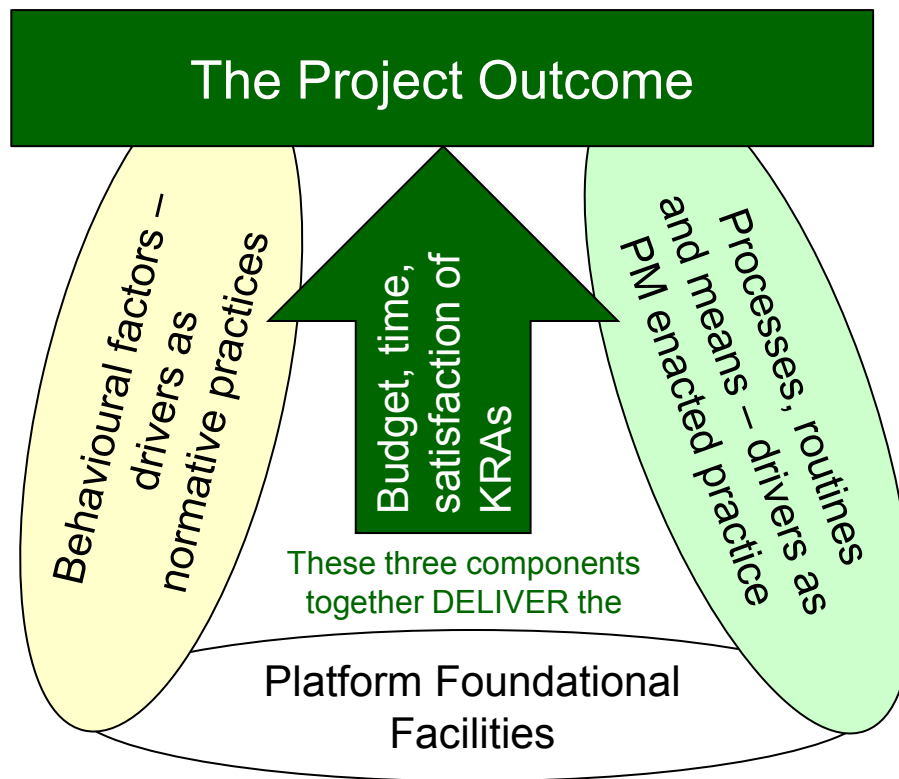 The Project Outcome
Behavioural factors –
drivers as
normative practices
Budget, time,
satisfaction of
KRAs
Processes, routines
and means – drivers as
PM enacted practice
These three components
together DELIVER the
Platform Foundational
Facilities